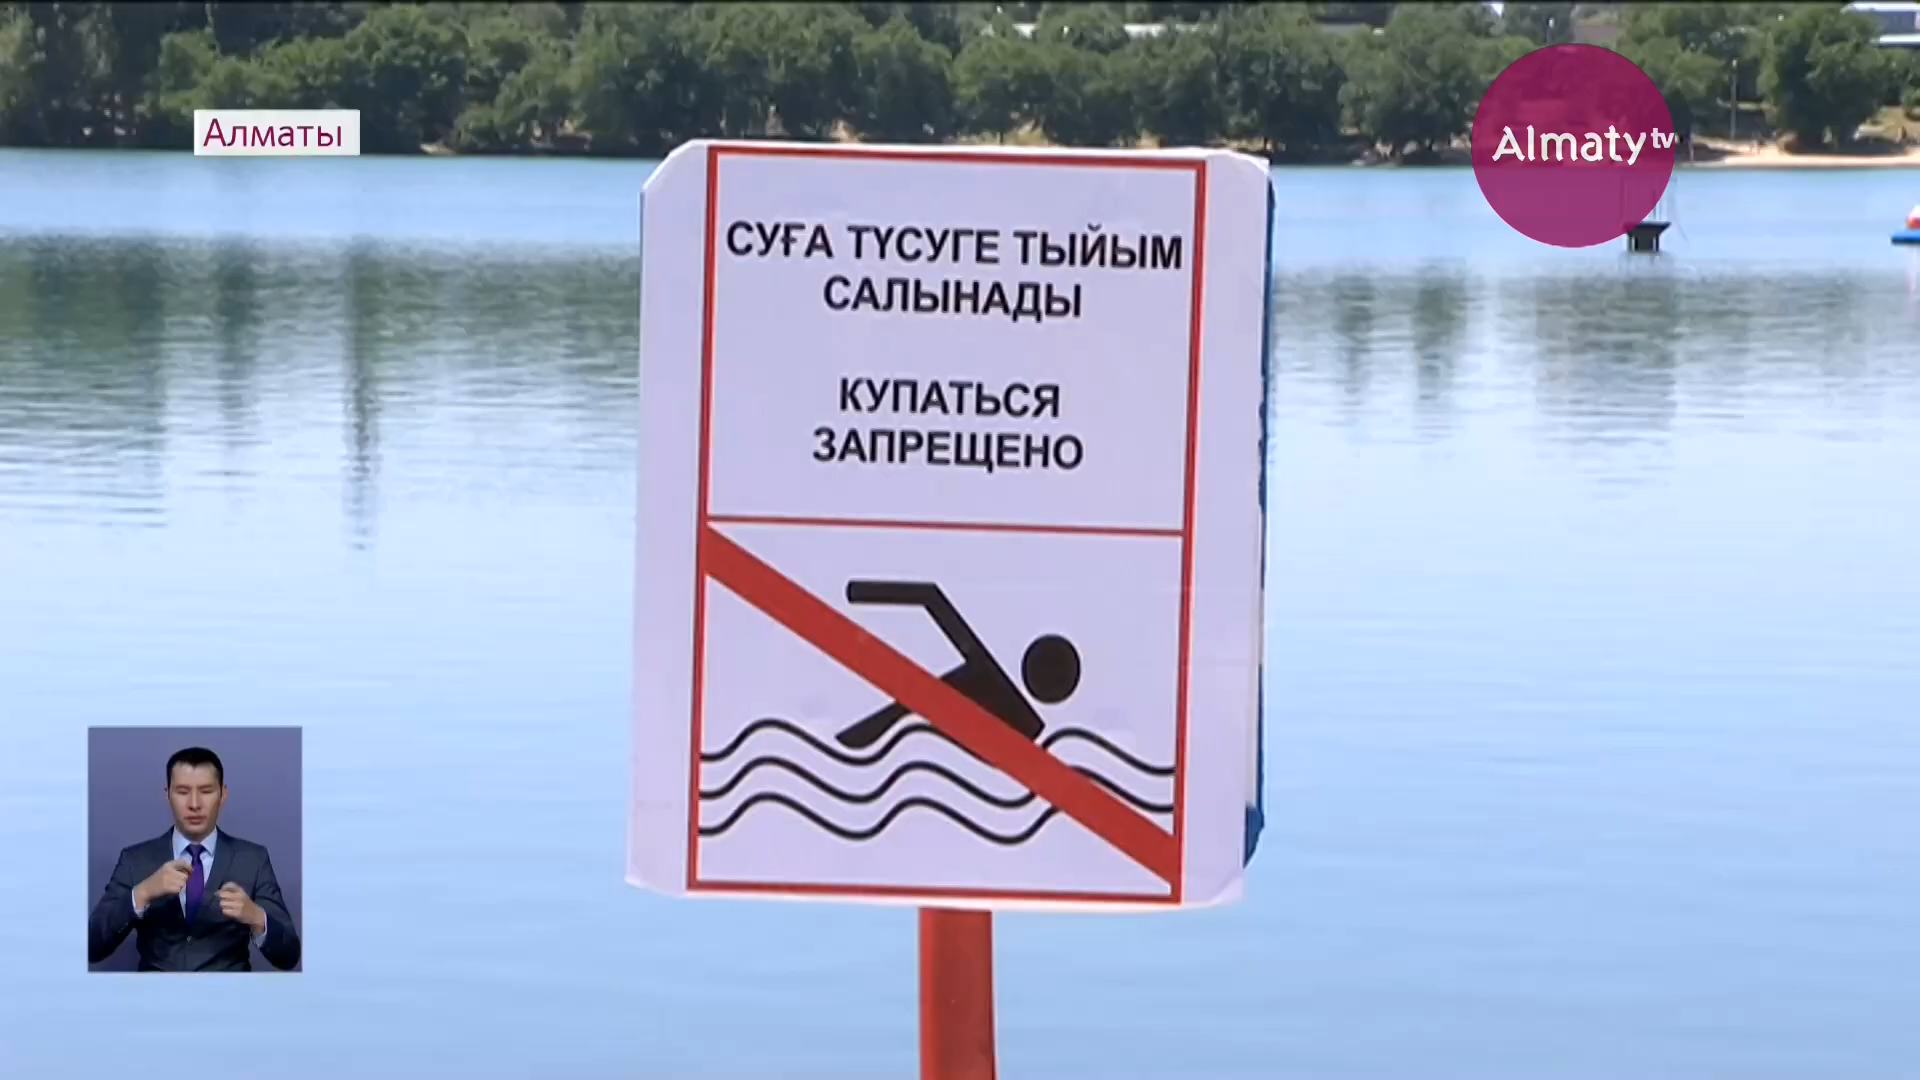 Алматы
Almaty tv
СУҒА ТҮСУГЕ ТЫЙЫМ
САЛЫНАДЫ
КУПАТЬСЯ
ЗАПРЕЩЕНО